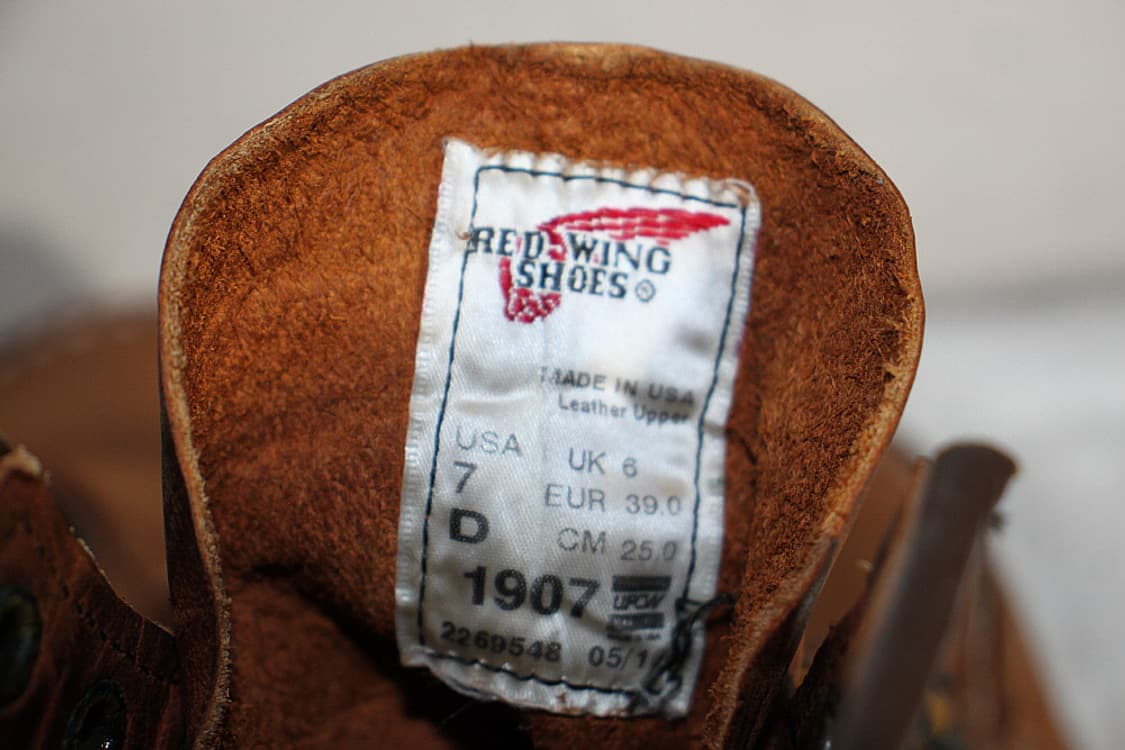 RED WING
SHOES ®
MADE IN USA
Leather Upper
USA
7
D
UK 6
EUR 39.0
CM 25.0
1907
UFCW
2269548 05/1